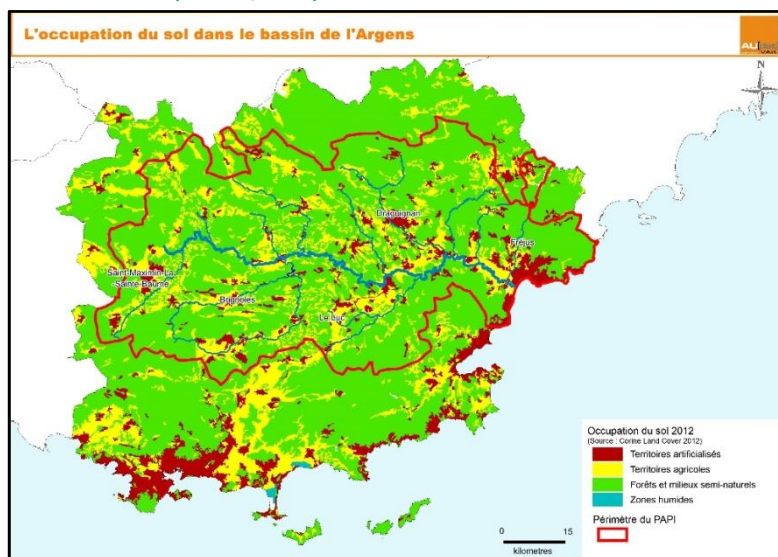 L'occupation du sol dans le bassin de l'Argens
N
Draguignan
Fréjus
Saint-Maximin-La-
Sainte-Baume
Brignoles
Le Luc
Occupation du sol 2012
(Source : Corine Land Cover 2012)
Territoires artificialisés
Territoires agricoles
Forêts et milieux semi-naturels
Zones humides
Périmètre du PAPI
0 15
kilometres